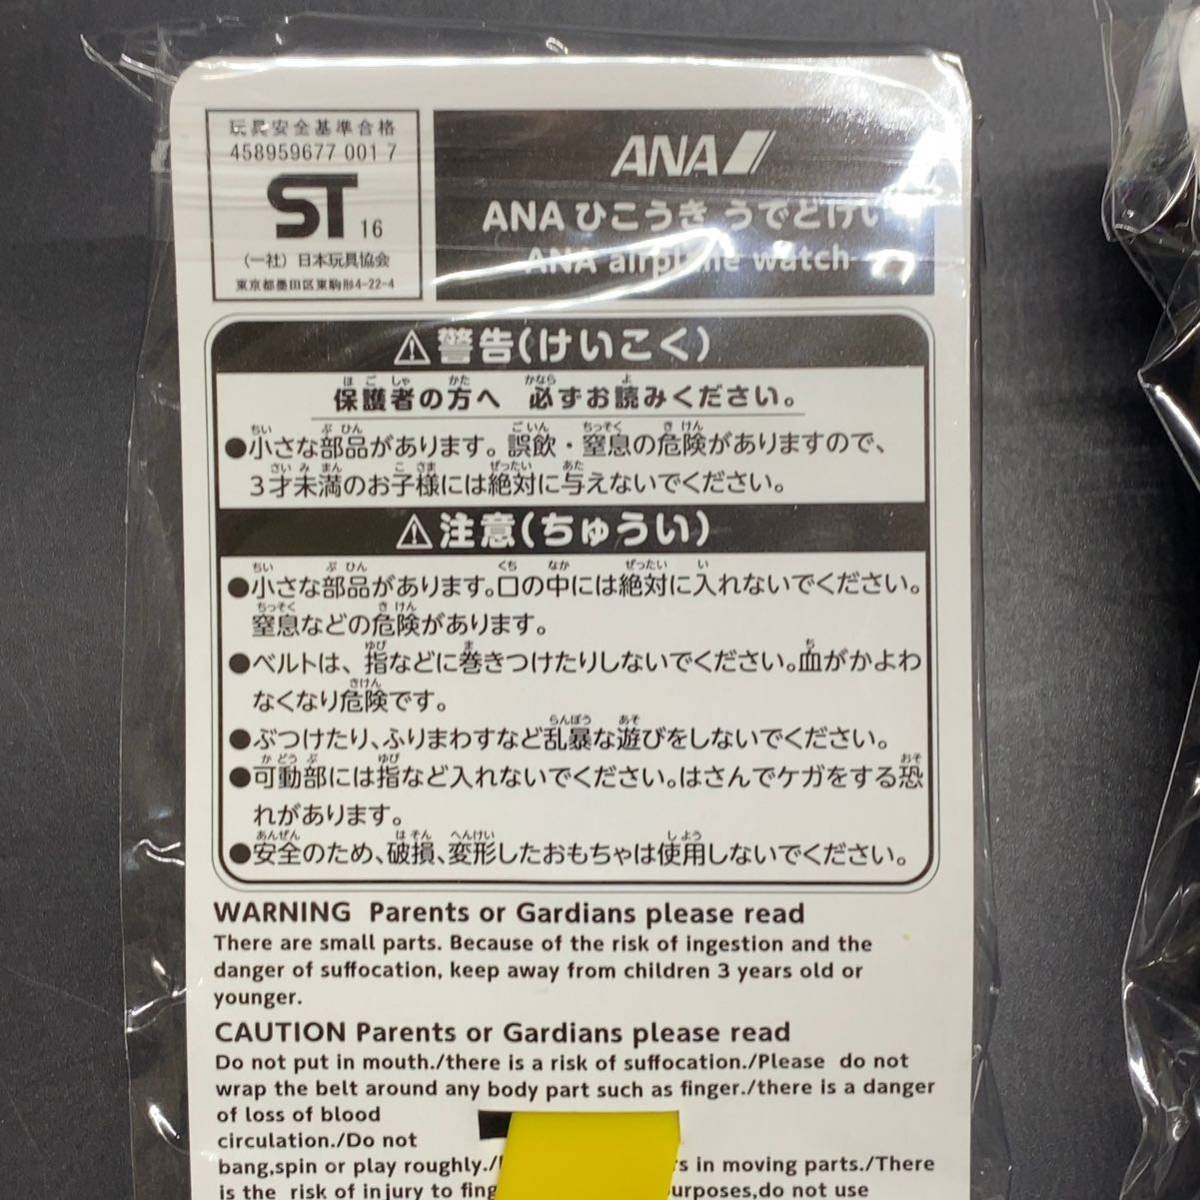 玩具安全基準合格
458959677 001 7
ST 16
(一社)日本玩具協会
東京都墨田区東駒形4-22-4
ANA
ANA ひこうき うでどけい
ANA airplane watch
⚠警告(けいこく)
保護者の方へ 必ずお読みください。
●小さな部品があります。誤飲・窒息の危険がありますので、
3才未満のお子様には絶対に与えないでください。
⚠注意(ちゅうい)
●小さな部品があります。口の中には絶対に入れないでください。
窒息などの危険があります。
●ベルトは、指などに巻きつけたりしないでください。血がかよわ
なくなり危険です。
●ぶつけたり、ふりまわすなど乱暴な遊びをしないでください。
●可動部には指など入れないでください。はさんでケガをする恐
れがあります。
●安全のため、破損、変形したおもちゃは使用しないでください。
WARNING Parents or Gardians please read
There are small parts. Because of the risk of ingestion and the
danger of suffocation, keep away from children 3 years old or
younger.
CAUTION Parents or Gardians please read
Do not put in mouth./there is a risk of suffocation./Please do not
wrap the belt around any body part such as finger./there is a danger
of loss of blood
circulation./Do not
bang,spin or play roughly./ s in moving parts./There
is the risk of injury to fing urposes,do not use